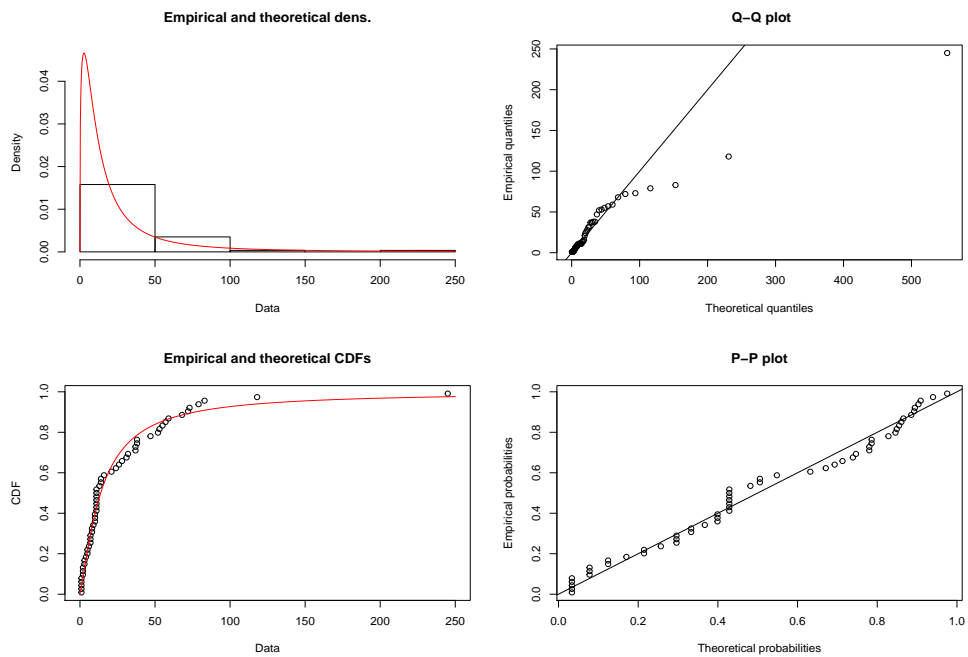 Empirical and theoretical dens.
Density
0.00 0.01 0.02 0.03 0.04
0 50 100 150 200 250
Data
Q−Q plot
Empirical quantiles
0 50 100 150 200 250
0 100 200 300 400 500
Theoretical quantiles
Empirical and theoretical CDFs
CDF
0.0 0.2 0.4 0.6 0.8 1.0
0 50 100 150 200 250
Data
P−P plot
Empirical probabilities
0.0 0.2 0.4 0.6 0.8 1.0
0.0 0.2 0.4 0.6 0.8 1.0
Theoretical probabilities